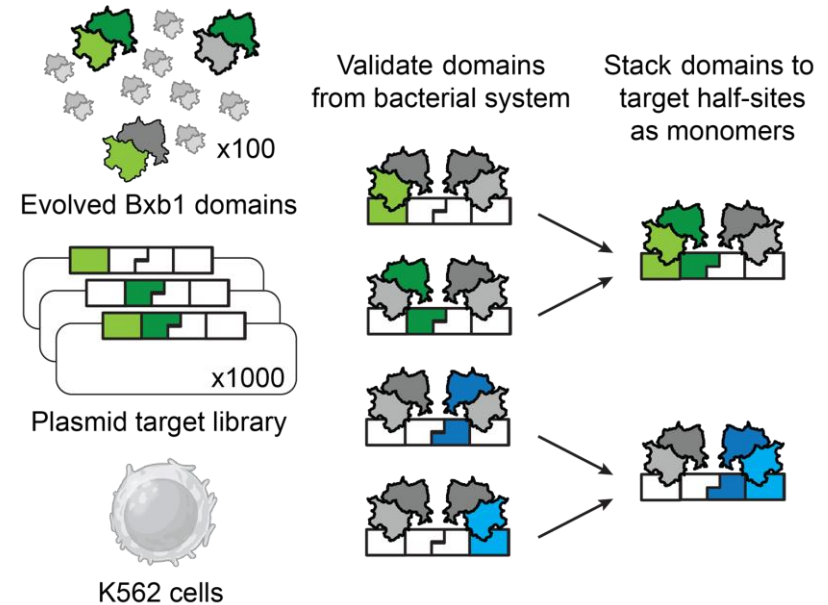 x100
Evolved Bxb1 domains
x1000
Plasmid target library
K562 cells
Validate domains
from bacterial system
Stack domains to
target half-sites
as monomers